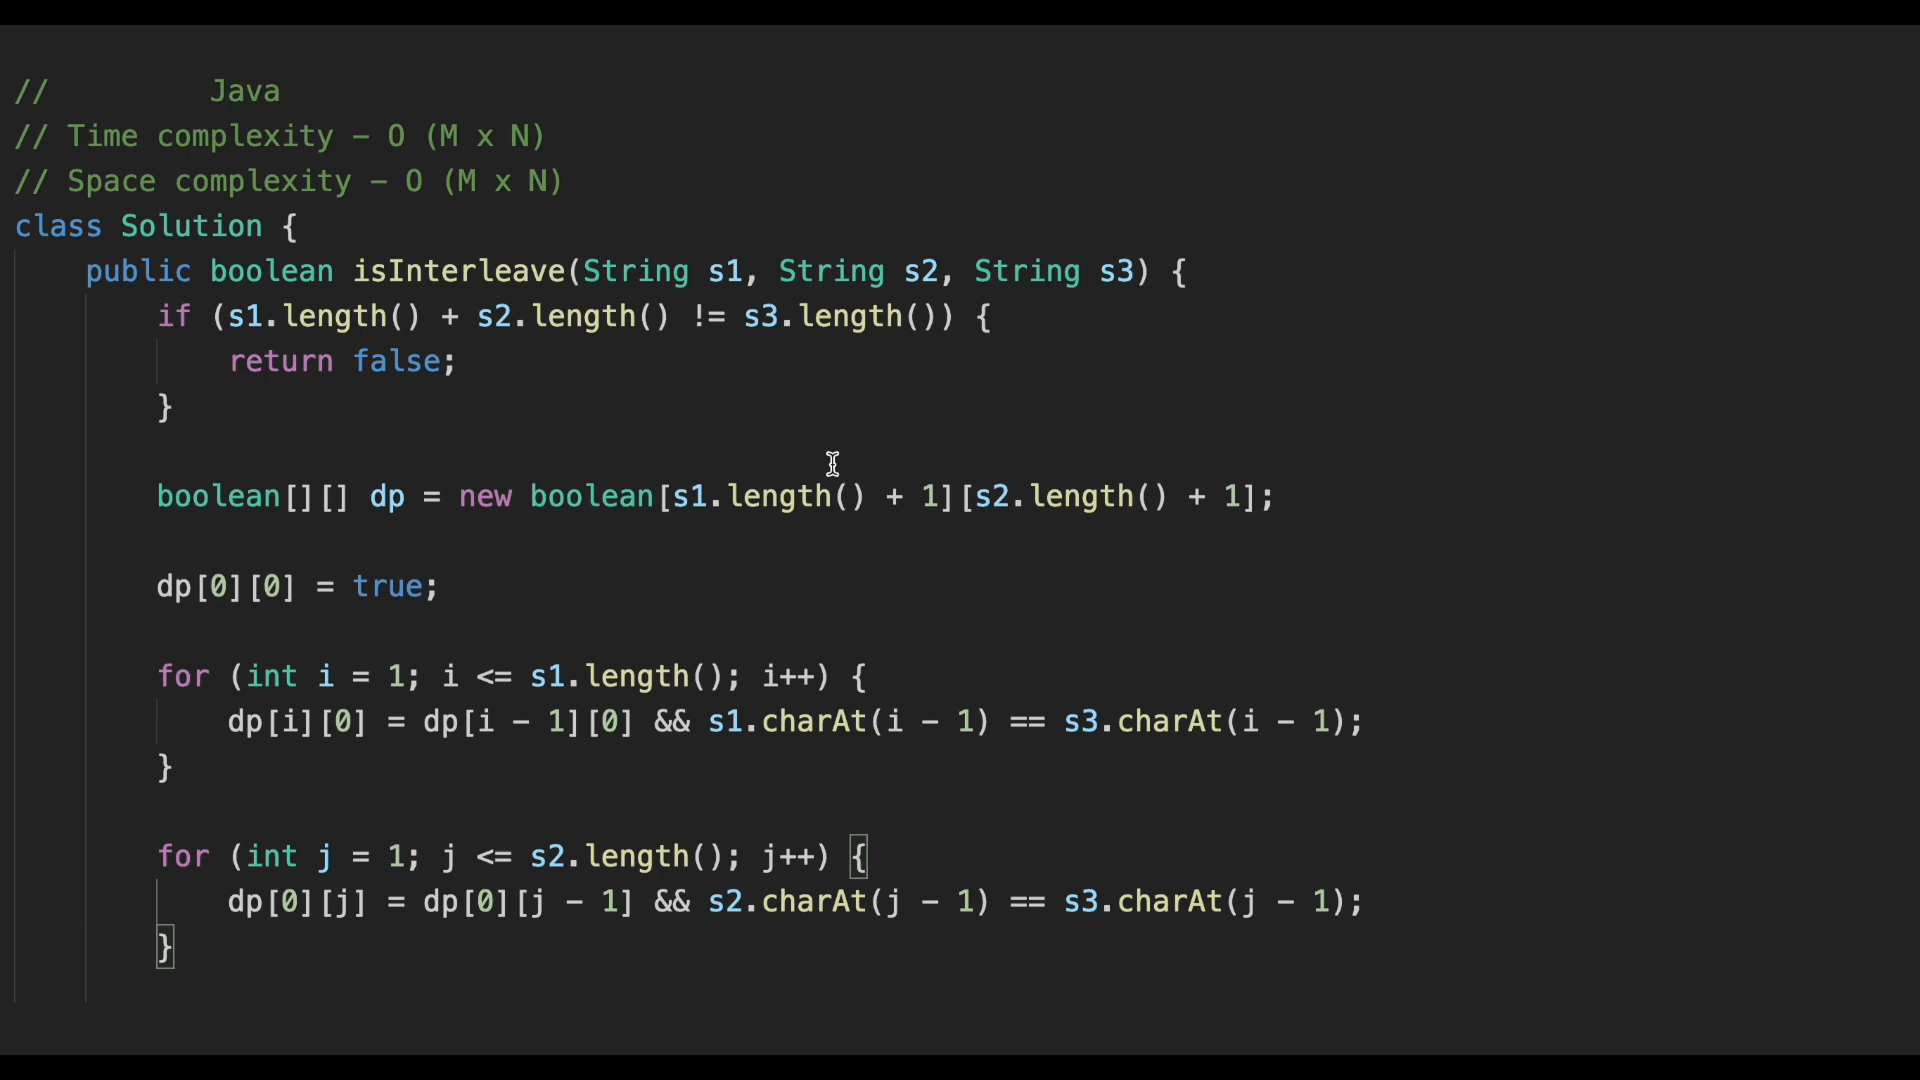 //         Java
// Time complexity – O (M x N)
// Space complexity – O (M x N)
class Solution {
    public boolean isInterleave(String s1, String s2, String s3) {
        if (s1.length() + s2.length() != s3.length()) {
            return false;
        }
        boolean[][] dp = new boolean[s1.length() + 1][s2.length() + 1];
        dp[0][0] = true;
        for (int i = 1; i <= s1.length(); i++) {
            dp[i][0] = dp[i - 1][0] && s1.charAt(i - 1) == s3.charAt(i - 1);
        }
        for (int j = 1; j <= s2.length(); j++) {
            dp[0][j] = dp[0][j - 1] && s2.charAt(j - 1) == s3.charAt(j - 1);
        }